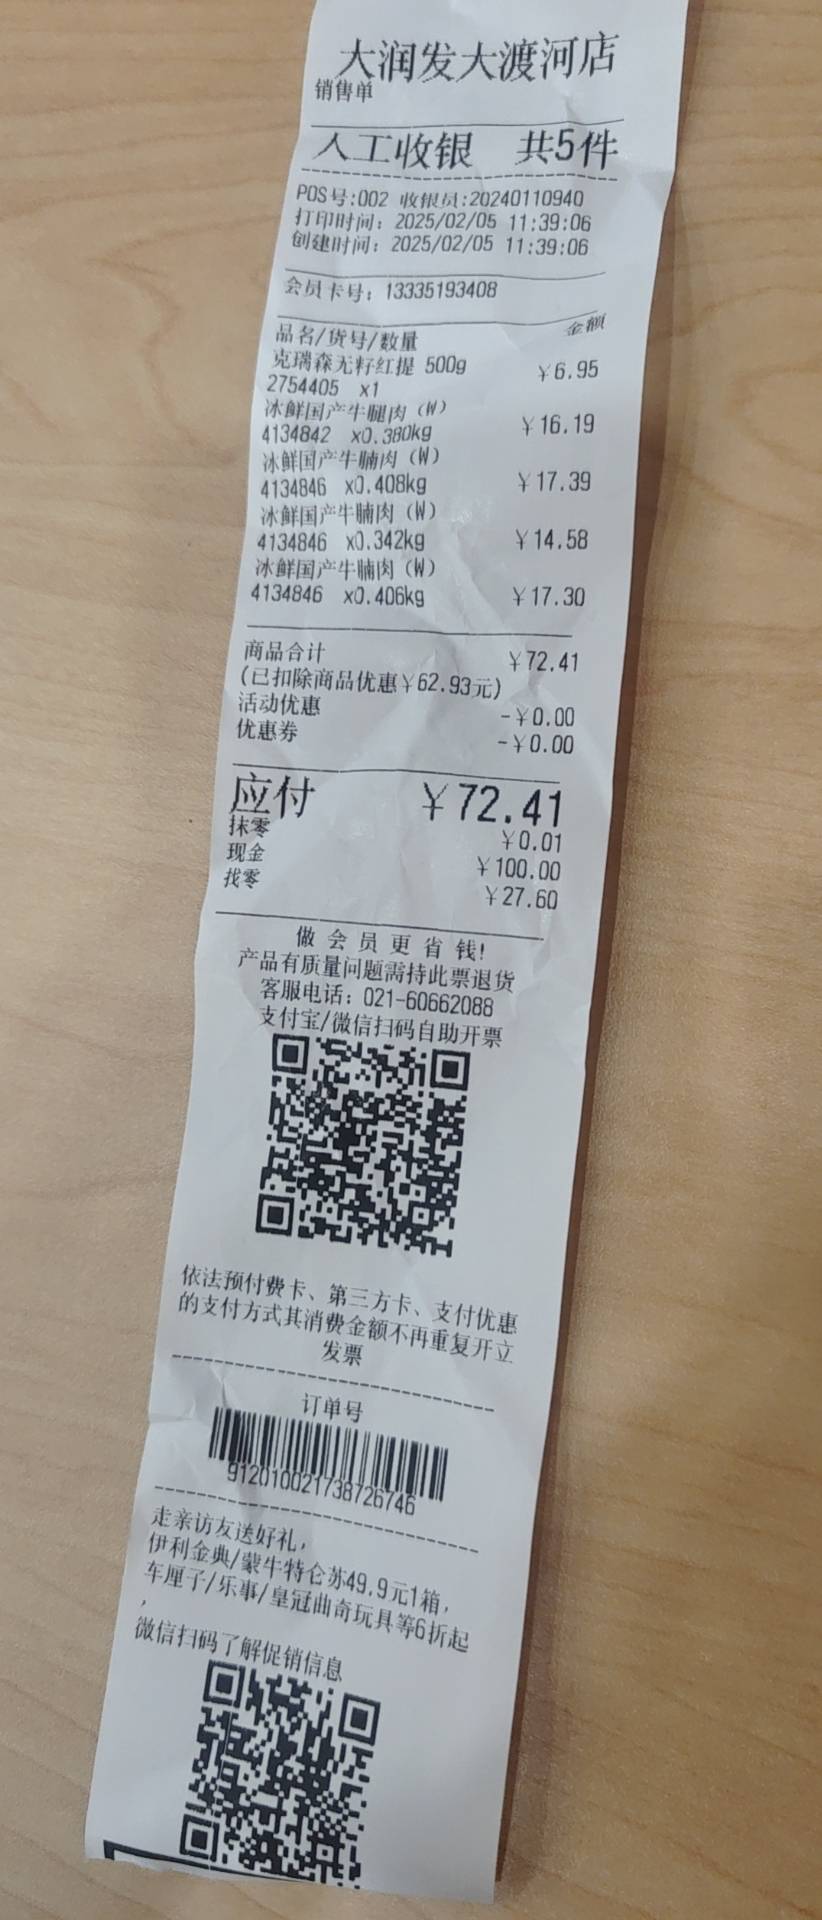 大润发大渡河店
销售单
人工收银 共5件
POS号:002 收银员:20240110940
打印时间: 2025/02/05 11:39:06
创建时间: 2025/02/05 11:39:06
会员卡号: 13335193408
品名/货号/数量 金额
克瑞森无籽红提 500g ￥6.95
2754405 x1
冰鲜国产牛腿肉(W) ￥16.19
4134842 x0.380kg
冰鲜国产牛腩肉(W) ￥17.39
4134846 x0.408kg
冰鲜国产牛腩肉(W) ￥14.58
4134846 x0.342kg
冰鲜国产牛腩肉(W) ￥17.30
4134846 x0.406kg
商品合计 ￥72.41
(已扣除商品优惠￥62.93元)
活动优惠 -￥0.00
优惠券 -￥0.00
应付 ￥72.41
抹零 ￥0.01
现金 ￥100.00
找零 ￥27.60
做会员更省钱!
产品有质量问题需持此票退货
客服电话: 021-60662088
支付宝/微信扫码自助开票
依法预付费卡、第三方卡、支付优惠
的支付方式其消费金额不再重复开立
发票
订单号
912010021738726746
走亲访友送好礼,
伊利金典/蒙牛特仑苏49.9元1箱,
车厘子/乐事/皇冠曲奇玩具等6折起
,
微信扫码了解促销信息